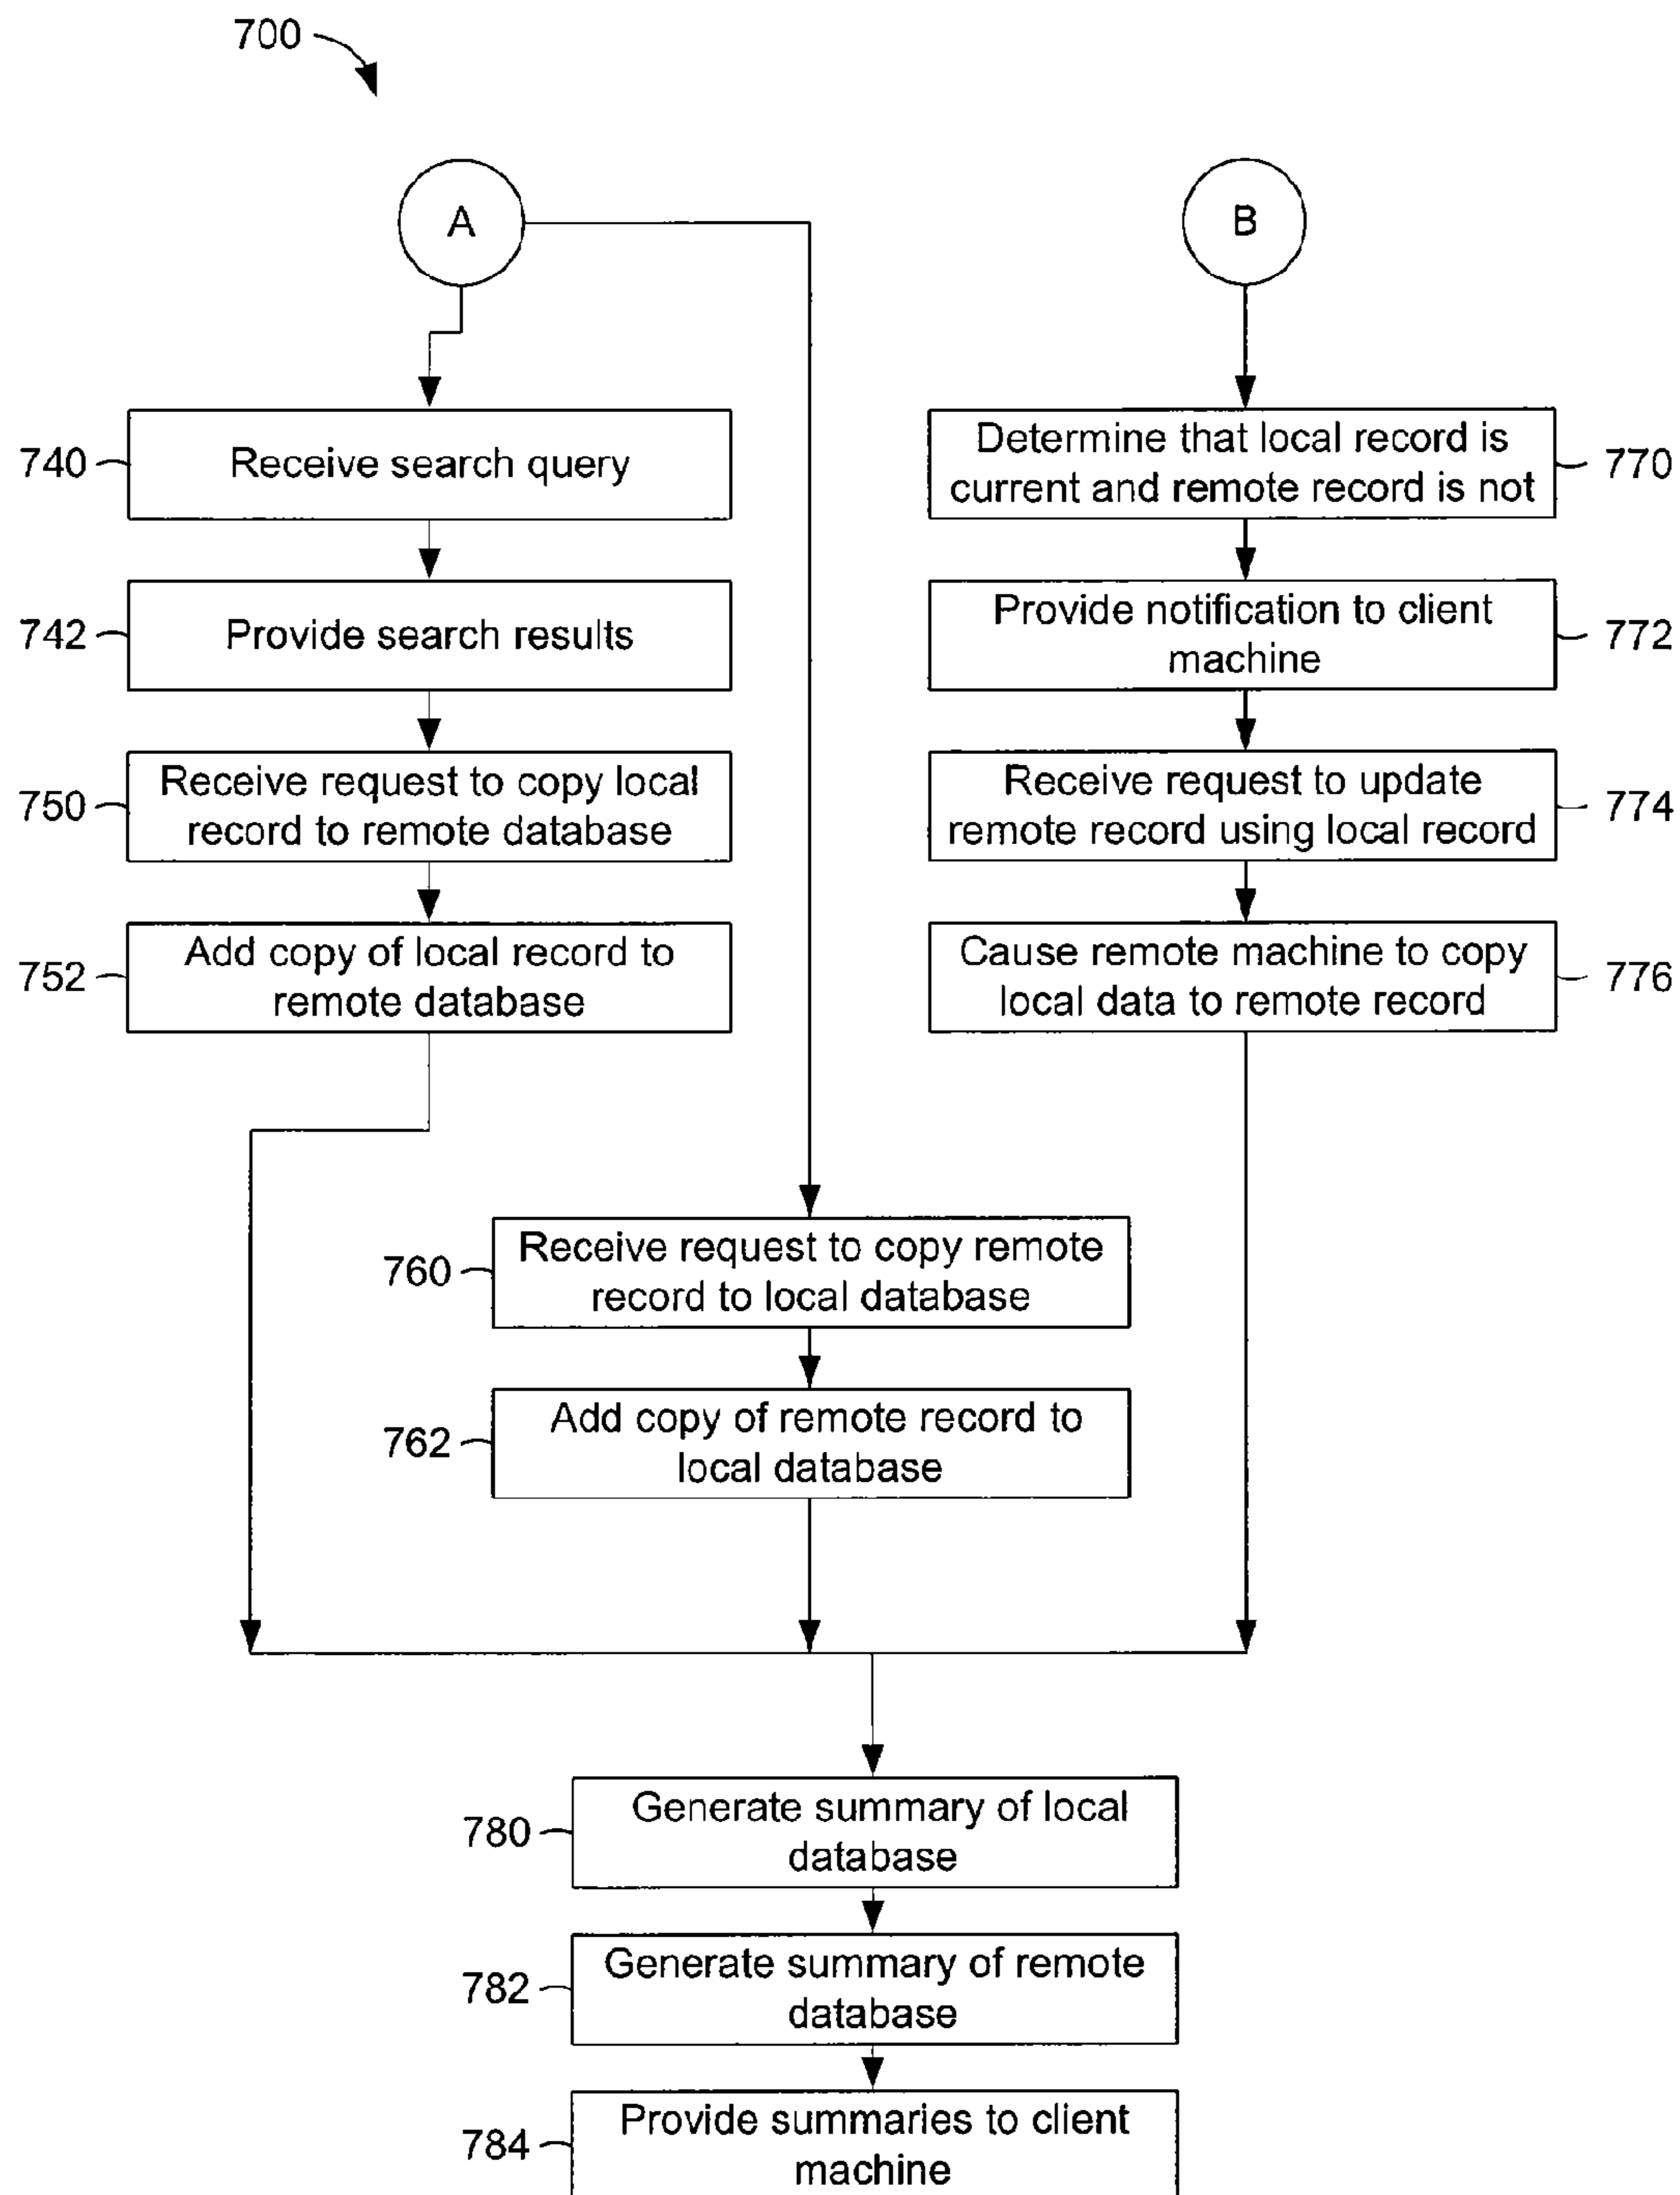 700
A
B
740
Receive search query
742
Provide search results
750
Receive request to copy local
record to remote database
752
Add copy of local record to
remote database
Determine that local record is
current and remote record is not
770
Provide notification to client
machine
772
Receive request to update
remote record using local record
774
Cause remote machine to copy
local data to remote record
776
760
Receive request to copy remote
record to local database
762
Add copy of remote record to
local database
780
Generate summary of local
database
782
Generate summary of remote
database
784
Provide summaries to client
machine